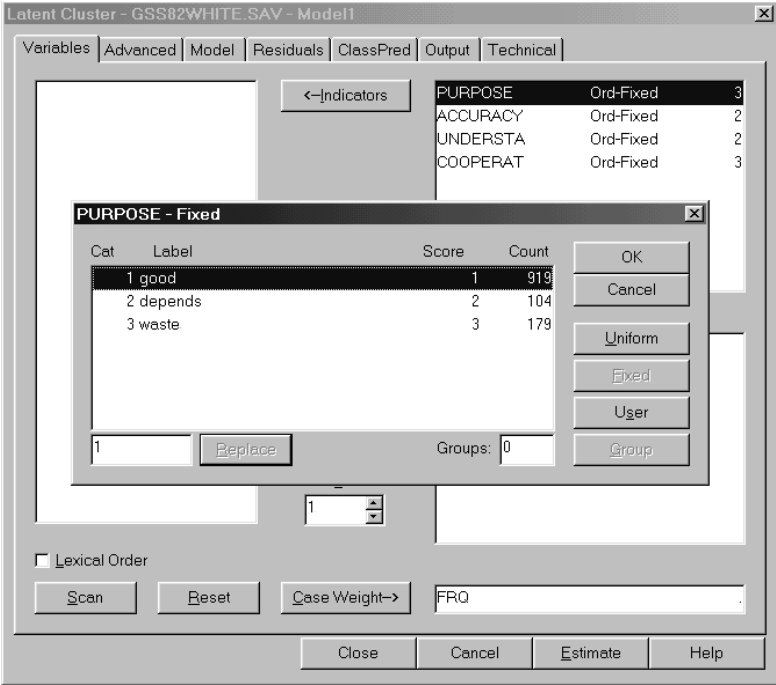 Latent Cluster - GSS82WHITE.SAV - Model1
Variables Advanced Model Residuals ClassPred Output Technical
<--Indicators
PURPOSE Ord-Fixed 3
ACCURACY Ord-Fixed 2
UNDERSTA Ord-Fixed 2
COOPERAT Ord-Fixed 3
PURPOSE - Fixed
Cat Label Score Count
1 good 1 919
2 depends 2 104
3 waste 3 179
OK
Cancel
Uniform
Fixed
User
Group
1 Replace Groups: 0
1
Lexical Order
Scan Reset Case Weight--> FRQ .
Close Cancel Estimate Help